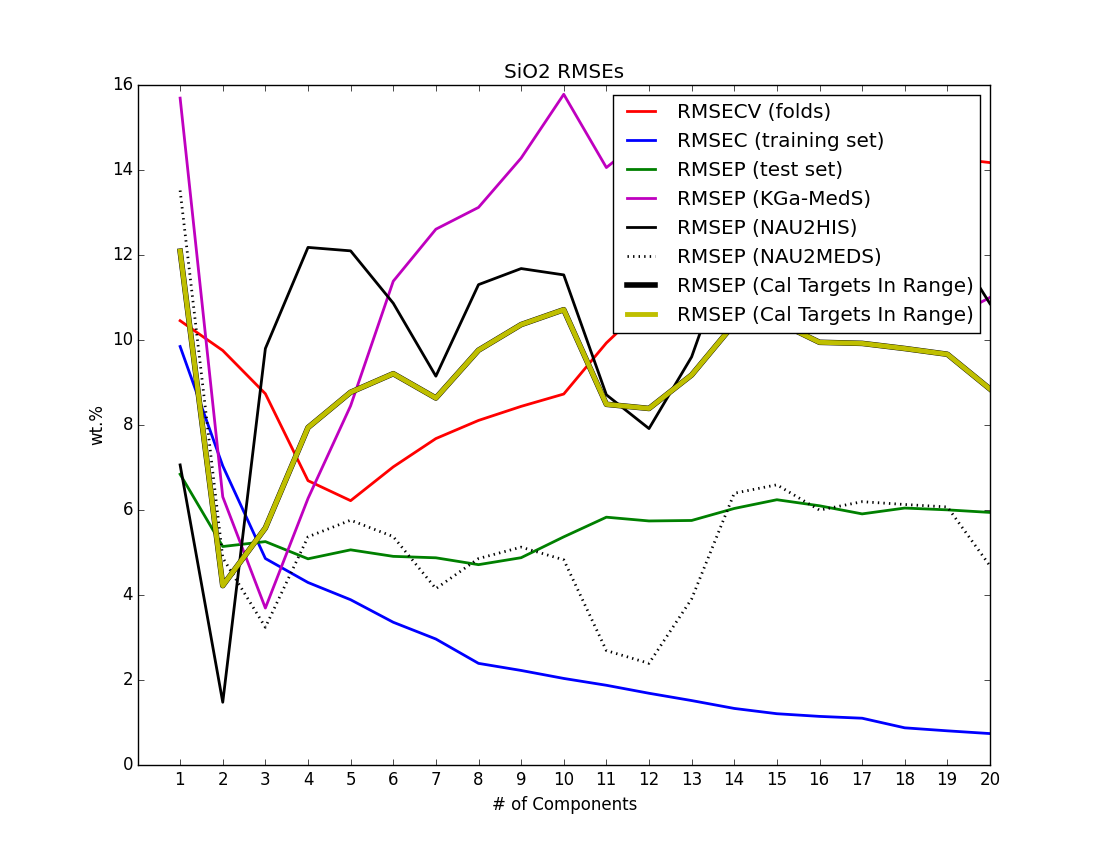 SiO2 RMSEs
16
14
12
10
8
6
4
2
0
wt.%
RMSECV (folds)
RMSEC (training set)
RMSEP (test set)
RMSEP (KGa-MedS)
RMSEP (NAU2HIS)
RMSEP (NAU2MEDS)
RMSEP (Cal Targets In Range)
RMSEP (Cal Targets In Range)
1 2 3 4 5 6 7 8 9 10 11 12 13 14 15 16 17 18 19 20
# of Components